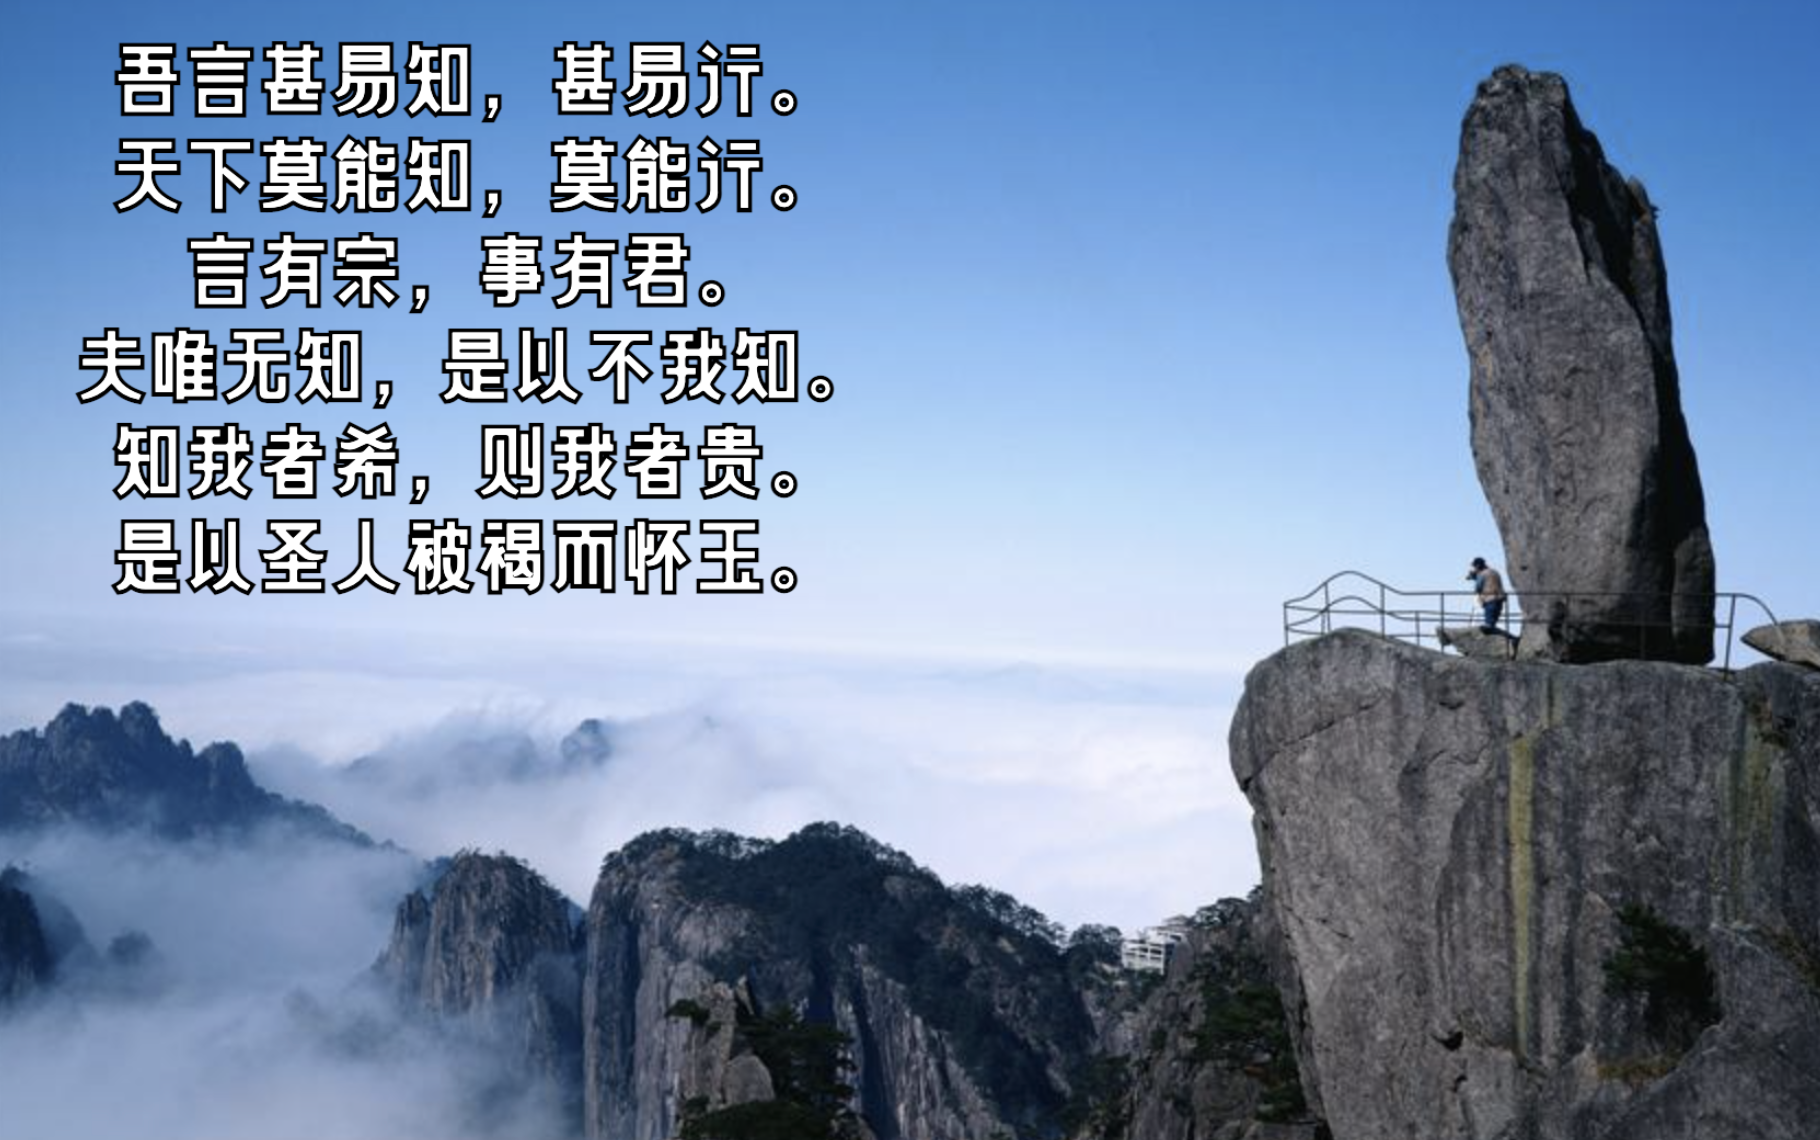 吾言甚易知，甚易行。
天下莫能知，莫能行。
言有宗，事有君。
夫唯无知，是以不我知。
知我者希，则我者贵。
是以圣人被褐而怀玉。